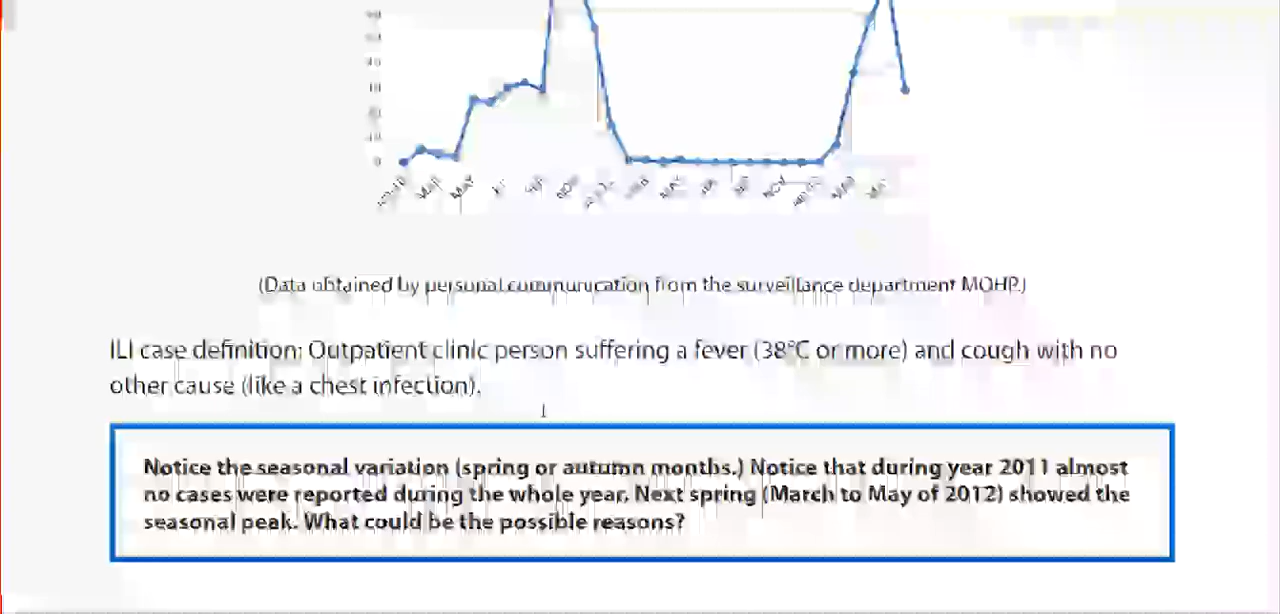 (Data obtained by personal communication from the surveillance department MOHP.)
ILI case definition: Outpatient clinic person suffering a fever (38°C or more) and cough with no
other cause (like a chest infection).
Notice the seasonal variation (spring or autumn months.) Notice that during year 2011 almost
no cases were reported during the whole year. Next spring (March to May of 2012) showed the
seasonal peak. What could be the possible reasons?